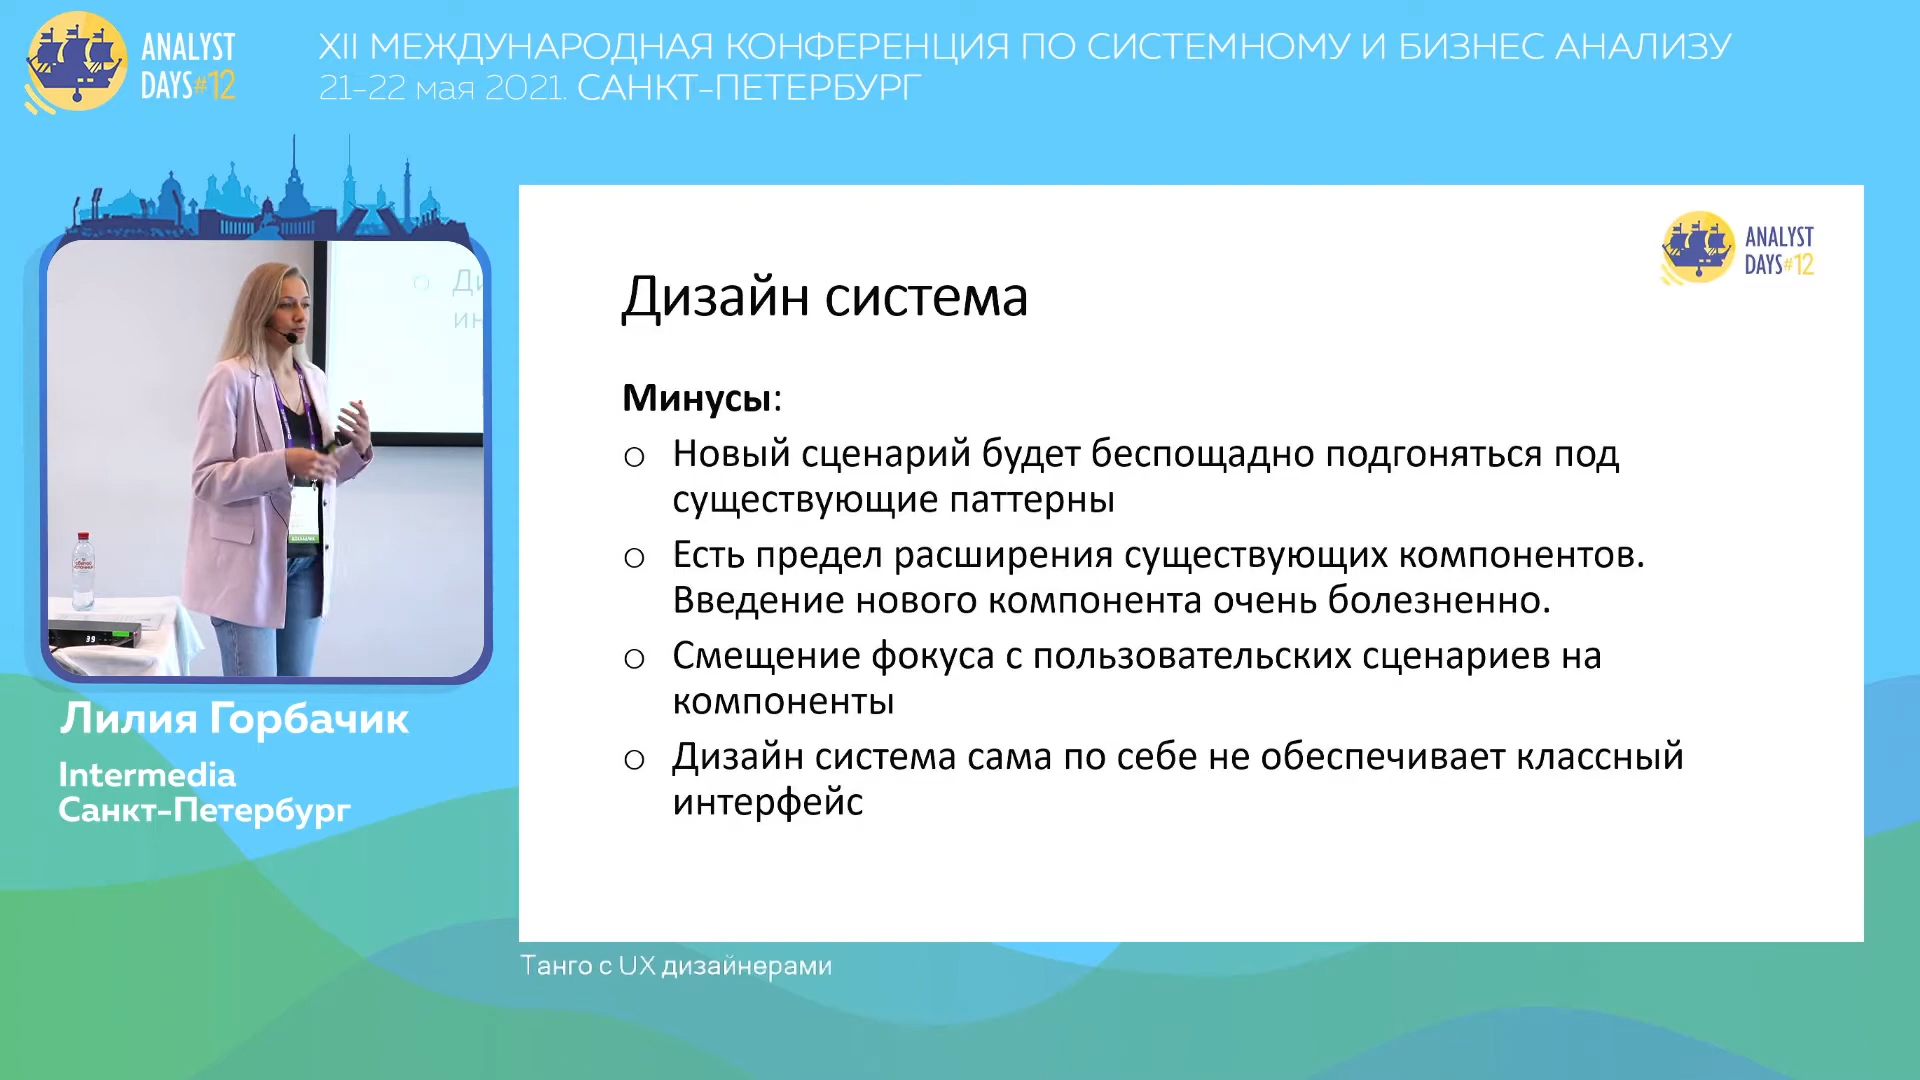 ANALYST
DAYS#12
XII МЕЖДУНАРОДНАЯ КОНФЕРЕНЦИЯ ПО СИСТЕМНОМУ И БИЗНЕС АНАЛИЗУ
21-22 мая 2021. САНКТ-ПЕТЕРБУРГ
ANALYST
DAYS#12
Дизайн система
Минусы:
Новый сценарий будет беспощадно подгоняться под
существующие паттерны
Есть предел расширения существующих компонентов.
Введение нового компонента очень болезненно.
Смещение фокуса с пользовательских сценариев на
компоненты
Дизайн система сама по себе не обеспечивает классный
интерфейс
Ди
ин
39
Лилия Горбачик
Intermedia
Санкт-Петербург
Танго с UX дизайнерами